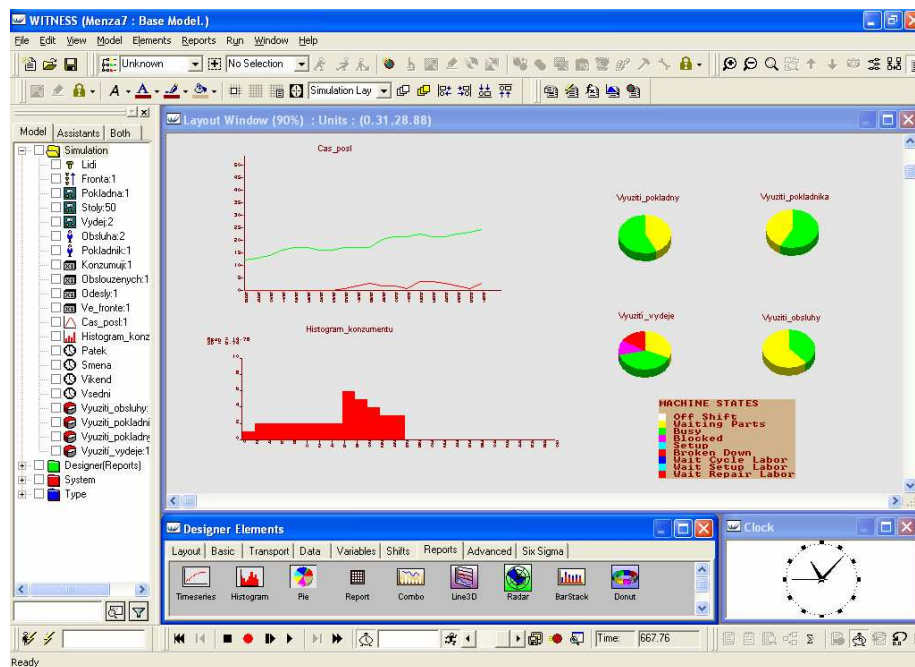 WITNESS (Menza7 : Base Model.)
File Edit View Model Elements Reports Run Window Help
Unknown No Selection
Simulation Lay
Model Assistants Both
Simulation
Lidi
Fronta:1
Pokladna:1
Stoly:50
Vydej:2
Obsluha:2
Pokladnik:1
Konzumuji:1
Obslouzenych:1
Odesly:1
Ve_fronte:1
Cas_posl:1
Histogram_konz
Patek
Smena
Vikend
Vsedni
Vyuziti_obsluhy:
Vyuziti_pokladni
Vyuziti_pokladny
Vyuziti_vydeje:1
Designer(Reports)
System
Type
Layout Window (90%) : Units : (0.31,28.88)
Cas_posl
Vyuziti_pokladny
Vyuziti_pokladnika
Histogram_konzumentu
Vyuziti_vydeje
Vyuziti_obsluhy
MACHINE STATES
Off Shift
Waiting Parts
Busy
Blocked
Setup
Broken Down
Wait Cycle Labor
Wait Setup Labor
Wait Repair Labor
Designer Elements
Layout Basic Transport Data Variables Shifts Reports Advanced Six Sigma
Timeseries Histogram Pie Report Combo Line3D Radar BarStack Donut
Clock
Time: 667.76
Ready